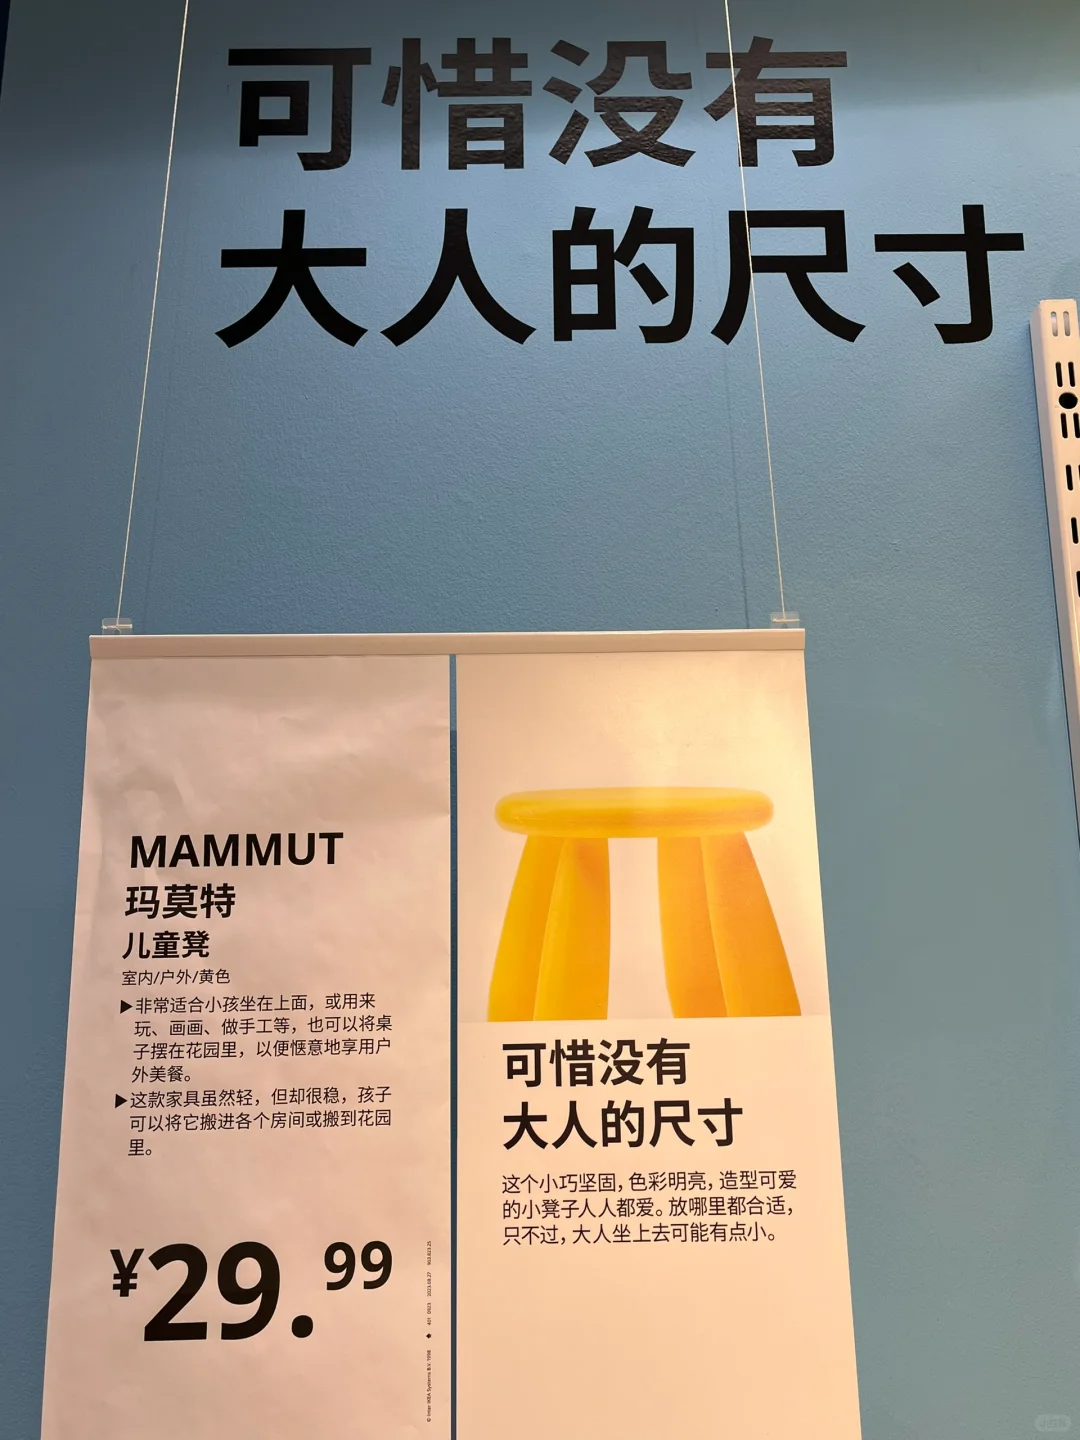 可惜没有
大人的尺寸
MAMMUT
玛莫特
儿童凳
室内/户外/黄色
▶非常适合小孩坐在上面，或用来
玩、画画、做手工等，也可以将桌
子摆在花园里，以便惬意地享用户
外美餐。
▶这款家具虽然轻，但却很稳，孩子
可以将它搬进各个房间或搬到花园
里。
¥29.99
可惜没有
大人的尺寸
这个小巧坚固，色彩明亮，造型可爱
的小凳子人人都爱。放哪里都合适，
只不过，大人坐上去可能有点小。
© Inter IKEA Systems B.V. 1998